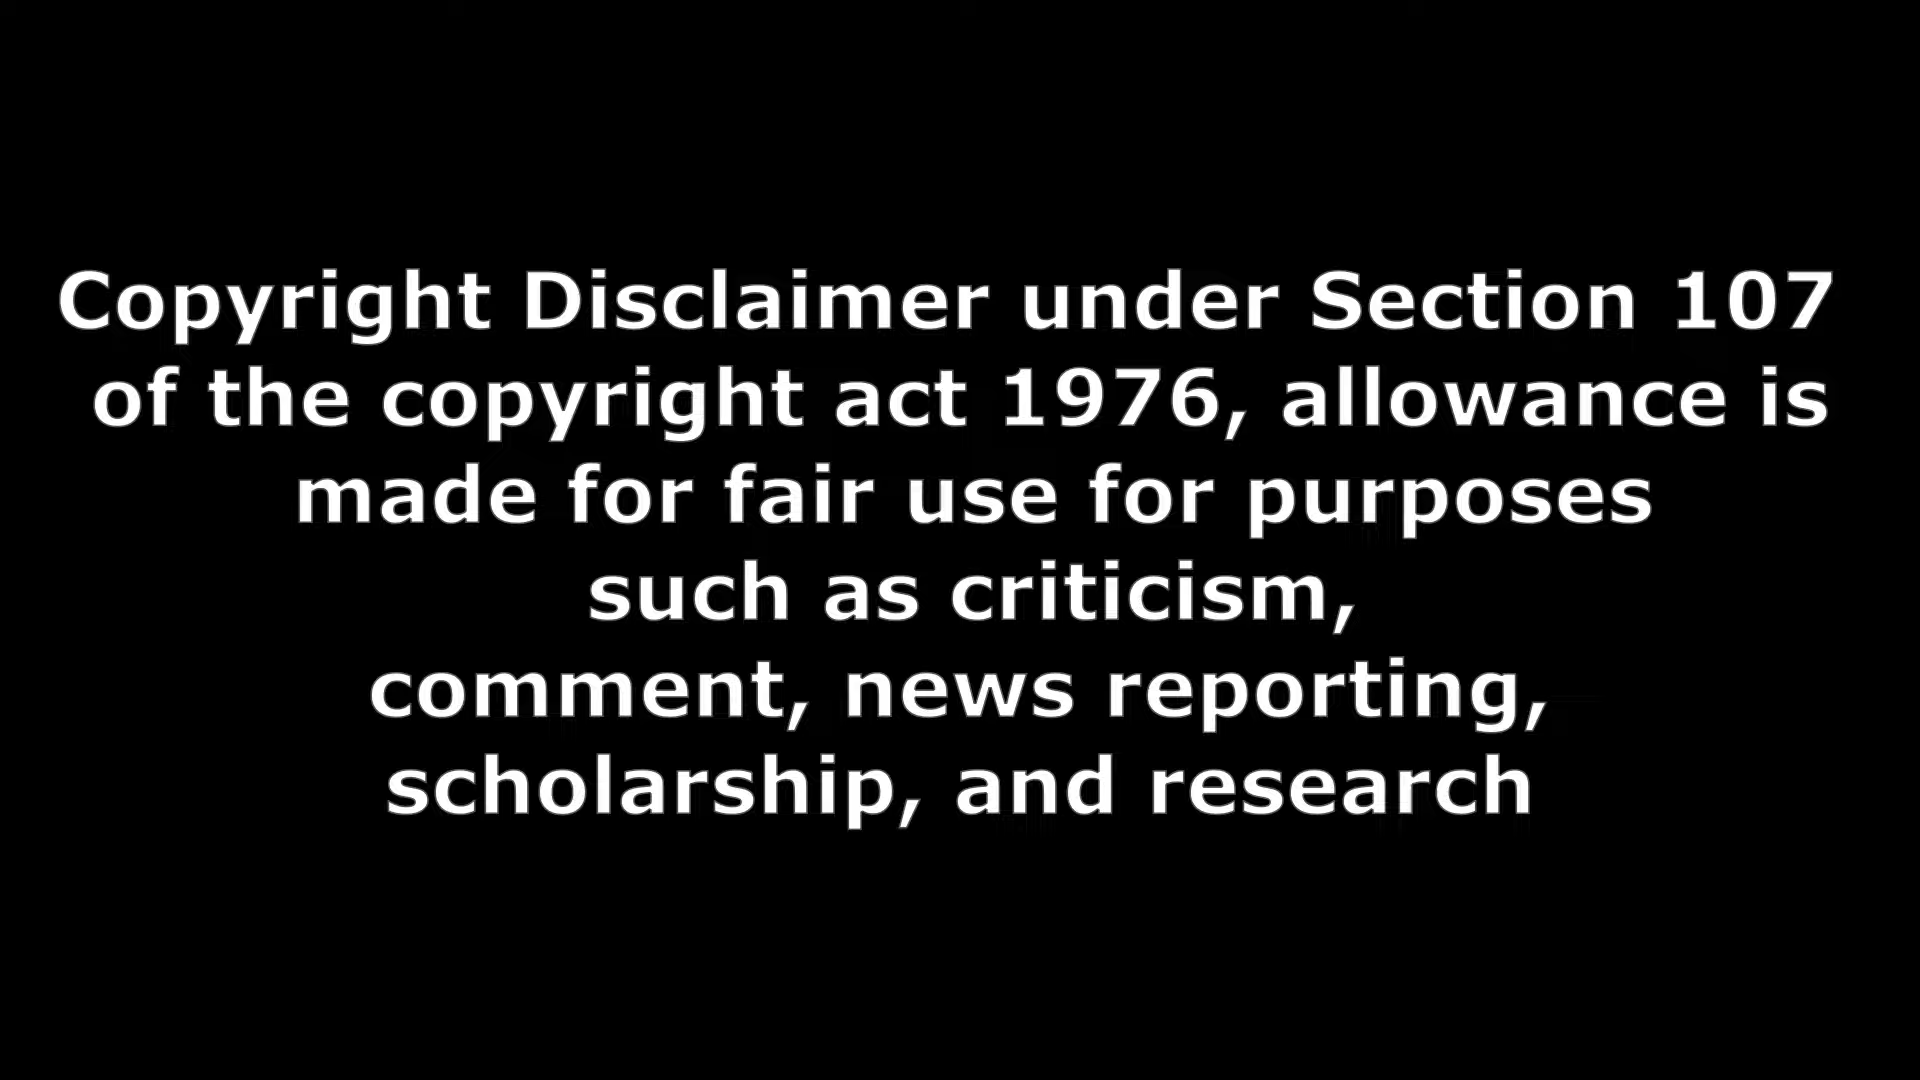 Copyright Disclaimer under Section 107
of the copyright act 1976, allowance is
made for fair use for purposes
such as criticism,
comment, news reporting,
scholarship, and research